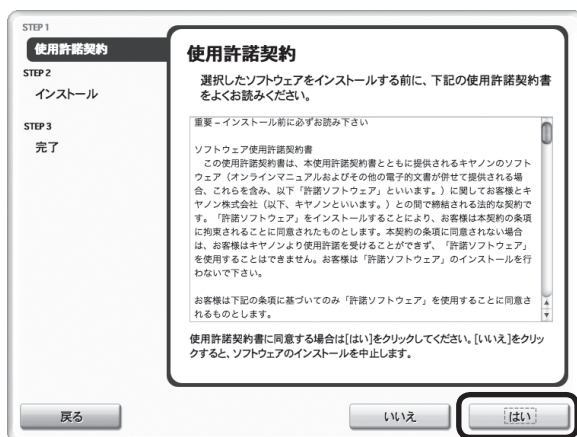 STEP 1
使用許諾契約
STEP 2
インストール
STEP 3
完了
使用許諾契約
選択したソフトウェアをインストールする前に、下記の使用許諾契約書
をよくお読みください。
重要 – インストール前に必ずお読み下さい
ソフトウェア使用許諾契約書
この使用許諾契約書は、本使用許諾契約書とともに提供されるキヤノンのソフト
ウェア（オンラインマニュアルおよびその他の電子的文書が併せて提供される場
合、これらを含み、以下「許諾ソフトウェア」といいます。）に関してお客様とキ
ヤノン株式会社（以下、キヤノンといいます。）との間で締結される法的な契約で
す。「許諾ソフトウェア」をインストールすることにより、お客様は本契約の条項
に拘束されることに同意されたものとします。本契約の条項に同意されない場合
は、お客様はキヤノンより使用許諾を受けることができず、「許諾ソフトウェア」
を使用することはできません。お客様は「許諾ソフトウェア」のインストールを行
わないで下さい。
お客様は下記の条項に基づいてのみ「許諾ソフトウェア」を使用することに同意さ
れるものとします。
使用許諾契約書に同意する場合は[はい]をクリックしてください。[いいえ]をクリッ
クすると、ソフトウェアのインストールを中止します。
戻る
いいえ
はい